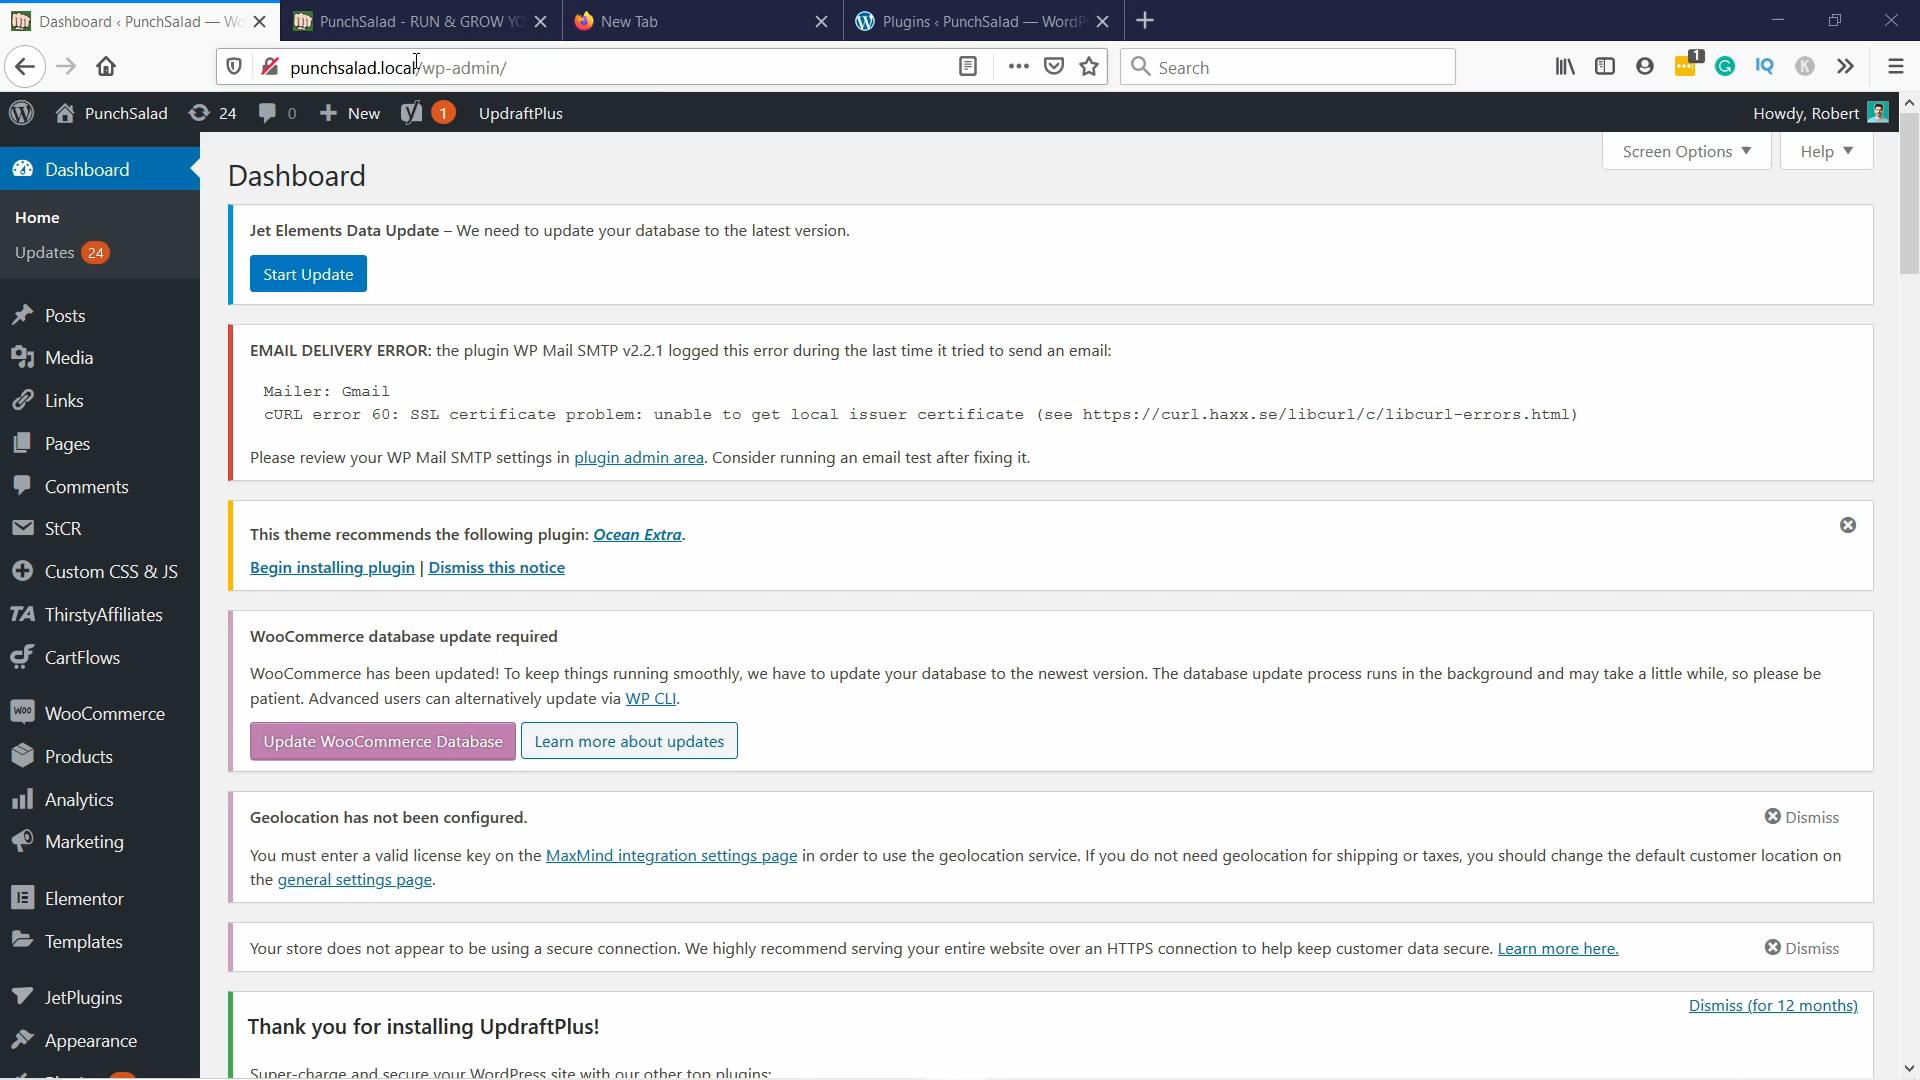 Dashboard ‹ PunchSalad — Wo
PunchSalad - RUN & GROW YO
New Tab
Plugins ‹ PunchSalad — WordP
punchsalad.local/wp-admin/
Search
1
PunchSalad
24
0
New
1
UpdraftPlus
Howdy, Robert
Dashboard
Home
Updates 24
Posts
Media
Links
Pages
Comments
StCR
Custom CSS & JS
TA ThirstyAffiliates
CartFlows
Woo WooCommerce
Products
Analytics
Marketing
Elementor
Templates
JetPlugins
Appearance
Screen Options
Help
Dashboard
Jet Elements Data Update – We need to update your database to the latest version.
Start Update
EMAIL DELIVERY ERROR: the plugin WP Mail SMTP v2.2.1 logged this error during the last time it tried to send an email:
Mailer: Gmail
cURL error 60: SSL certificate problem: unable to get local issuer certificate (see https://curl.haxx.se/libcurl/c/libcurl-errors.html)
Please review your WP Mail SMTP settings in plugin admin area. Consider running an email test after fixing it.
This theme recommends the following plugin: Ocean Extra.
Begin installing plugin | Dismiss this notice
WooCommerce database update required
WooCommerce has been updated! To keep things running smoothly, we have to update your database to the newest version. The database update process runs in the background and may take a little while, so please be
patient. Advanced users can alternatively update via WP CLI.
Update WooCommerce Database
Learn more about updates
Geolocation has not been configured.
Dismiss
You must enter a valid license key on the MaxMind integration settings page in order to use the geolocation service. If you do not need geolocation for shipping or taxes, you should change the default customer location on
the general settings page.
Your store does not appear to be using a secure connection. We highly recommend serving your entire website over an HTTPS connection to help keep customer data secure. Learn more here.
Dismiss
Dismiss (for 12 months)
Thank you for installing UpdraftPlus!
Super-charge and secure your WordPress site with our other top plugins: